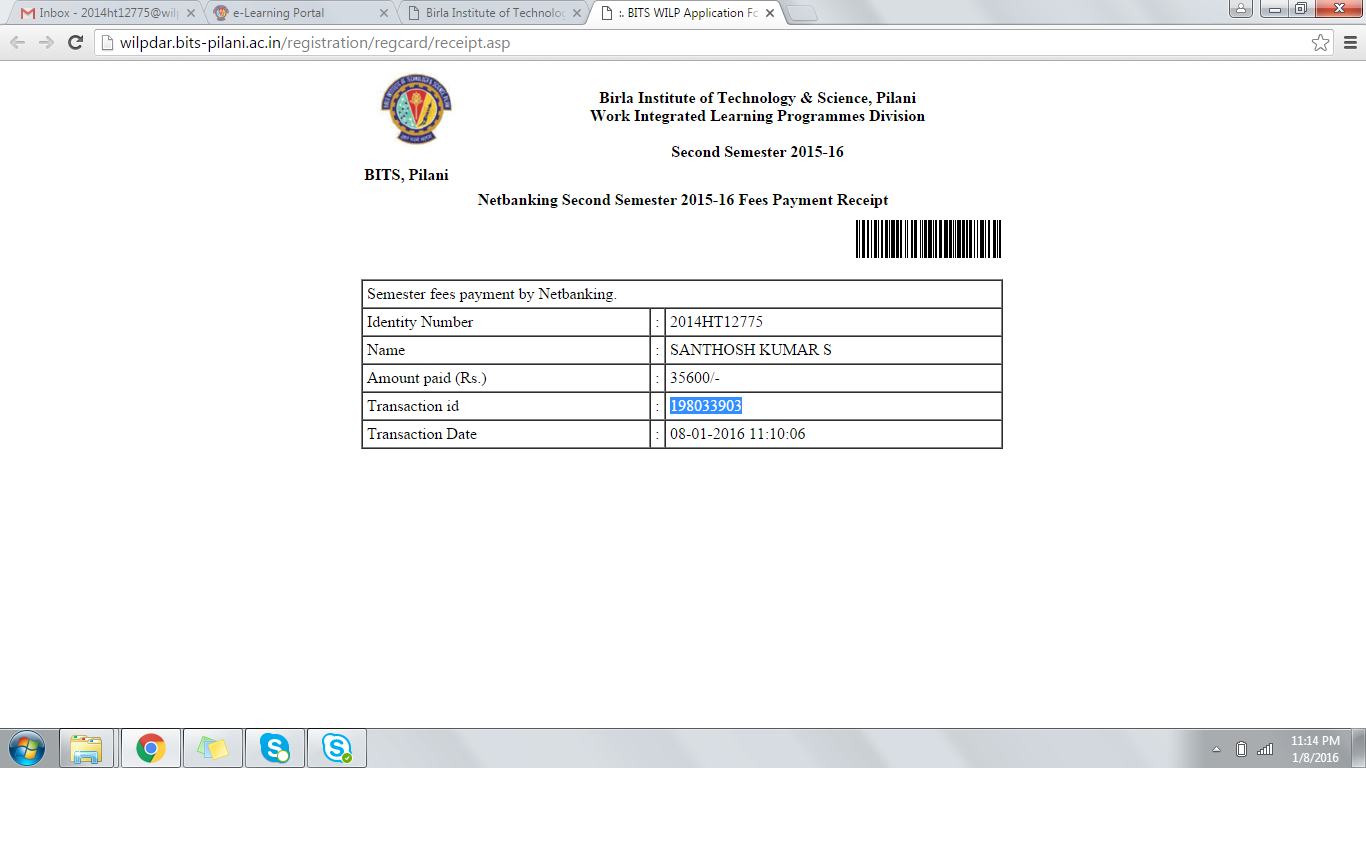 Inbox - 2014ht12775@wilp
e-Learning Portal
Birla Institute of Technolog
:. BITS WILP Application Fo
wilpdar.bits-pilani.ac.in/registration/regcard/receipt.asp
Birla Institute of Technology & Science, Pilani
Work Integrated Learning Programmes Division
Second Semester 2015-16
BITS, Pilani
Netbanking Second Semester 2015-16 Fees Payment Receipt
Semester fees payment by Netbanking.
Identity Number : 2014HT12775
Name : SANTHOSH KUMAR S
Amount paid (Rs.) : 35600/-
Transaction id : 198033903
Transaction Date : 08-01-2016 11:10:06
11:14 PM
1/8/2016